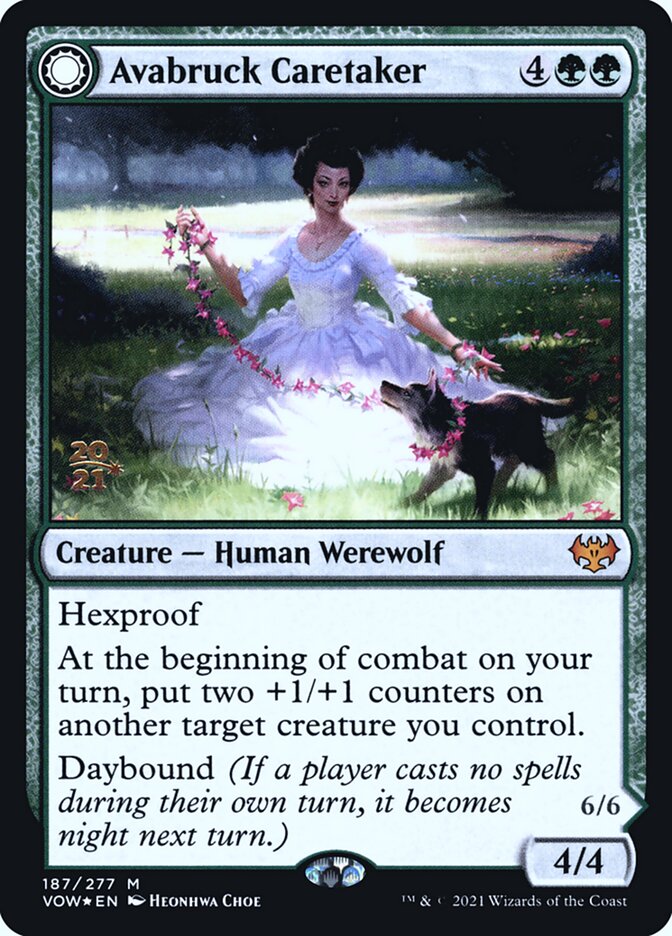 Avabruck Caretaker 4
20
21
Creature — Human Werewolf
Hexproof
At the beginning of combat on your
turn, put two +1/+1 counters on
another target creature you control.
Daybound (If a player casts no spells
during their own turn, it becomes
night next turn.)
6/6
4/4
187/277 M
VOW★EN Heonhwa Choe
™ & © 2021 Wizards of the Coast